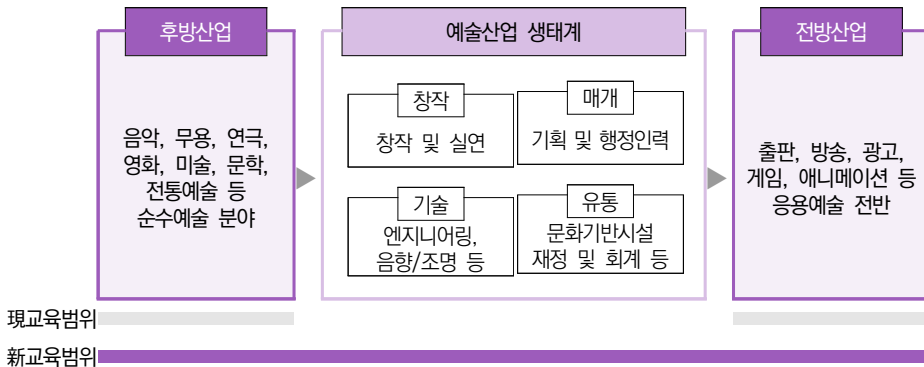 후방산업
음악, 무용, 연극,
영화, 미술, 문학,
전통예술 등
순수예술 분야
예술산업 생태계
창작
창작 및 실연
매개
기획 및 행정인력
기술
엔지니어링,
음향/조명 등
유통
문화기반시설
재정 및 회계 등
전방산업
출판, 방송, 광고,
게임, 애니메이션 등
응용예술 전반
現교육범위
新교육범위